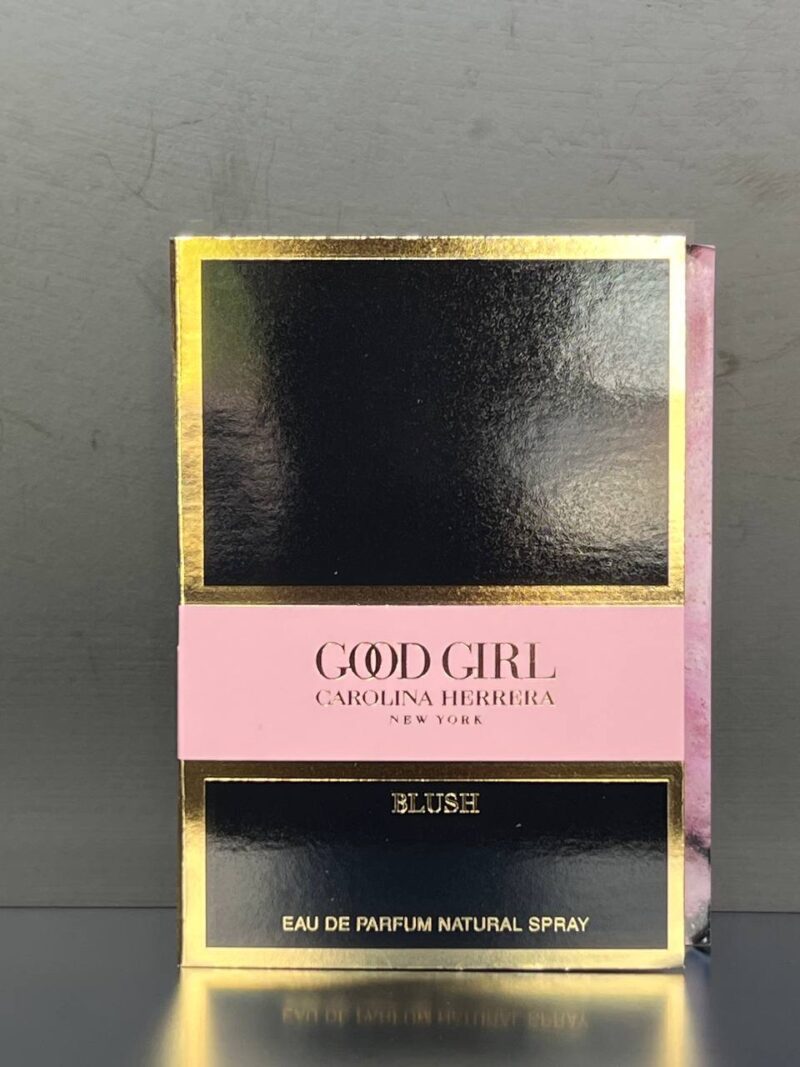 GOOD GIRL
CAROLINA HERRERA
NEW YORK
BLUSH
EAU DE PARFUM NATURAL SPRAY